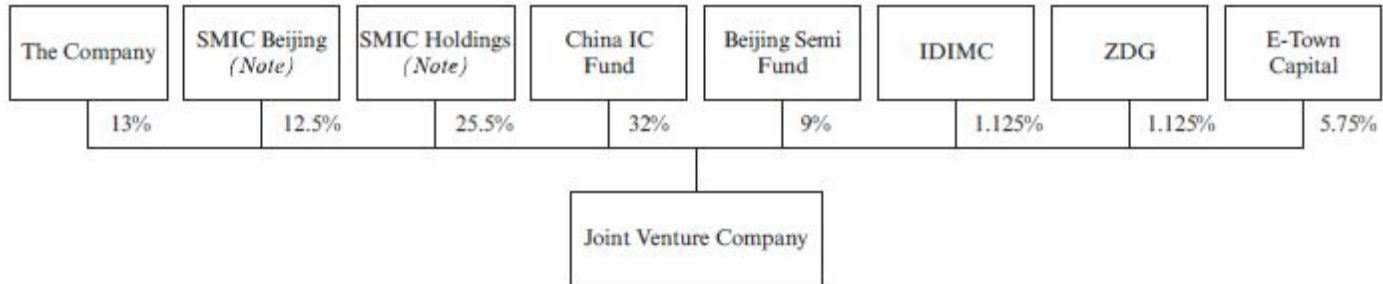 The Company
SMIC Beijing
(Note)
SMIC Holdings
(Note)
China IC
Fund
Beijing Semi
Fund
IDIMC
ZDG
E-Town
Capital
13%
12.5%
25.5%
32%
9%
1.125%
1.125%
5.75%
Joint Venture Company